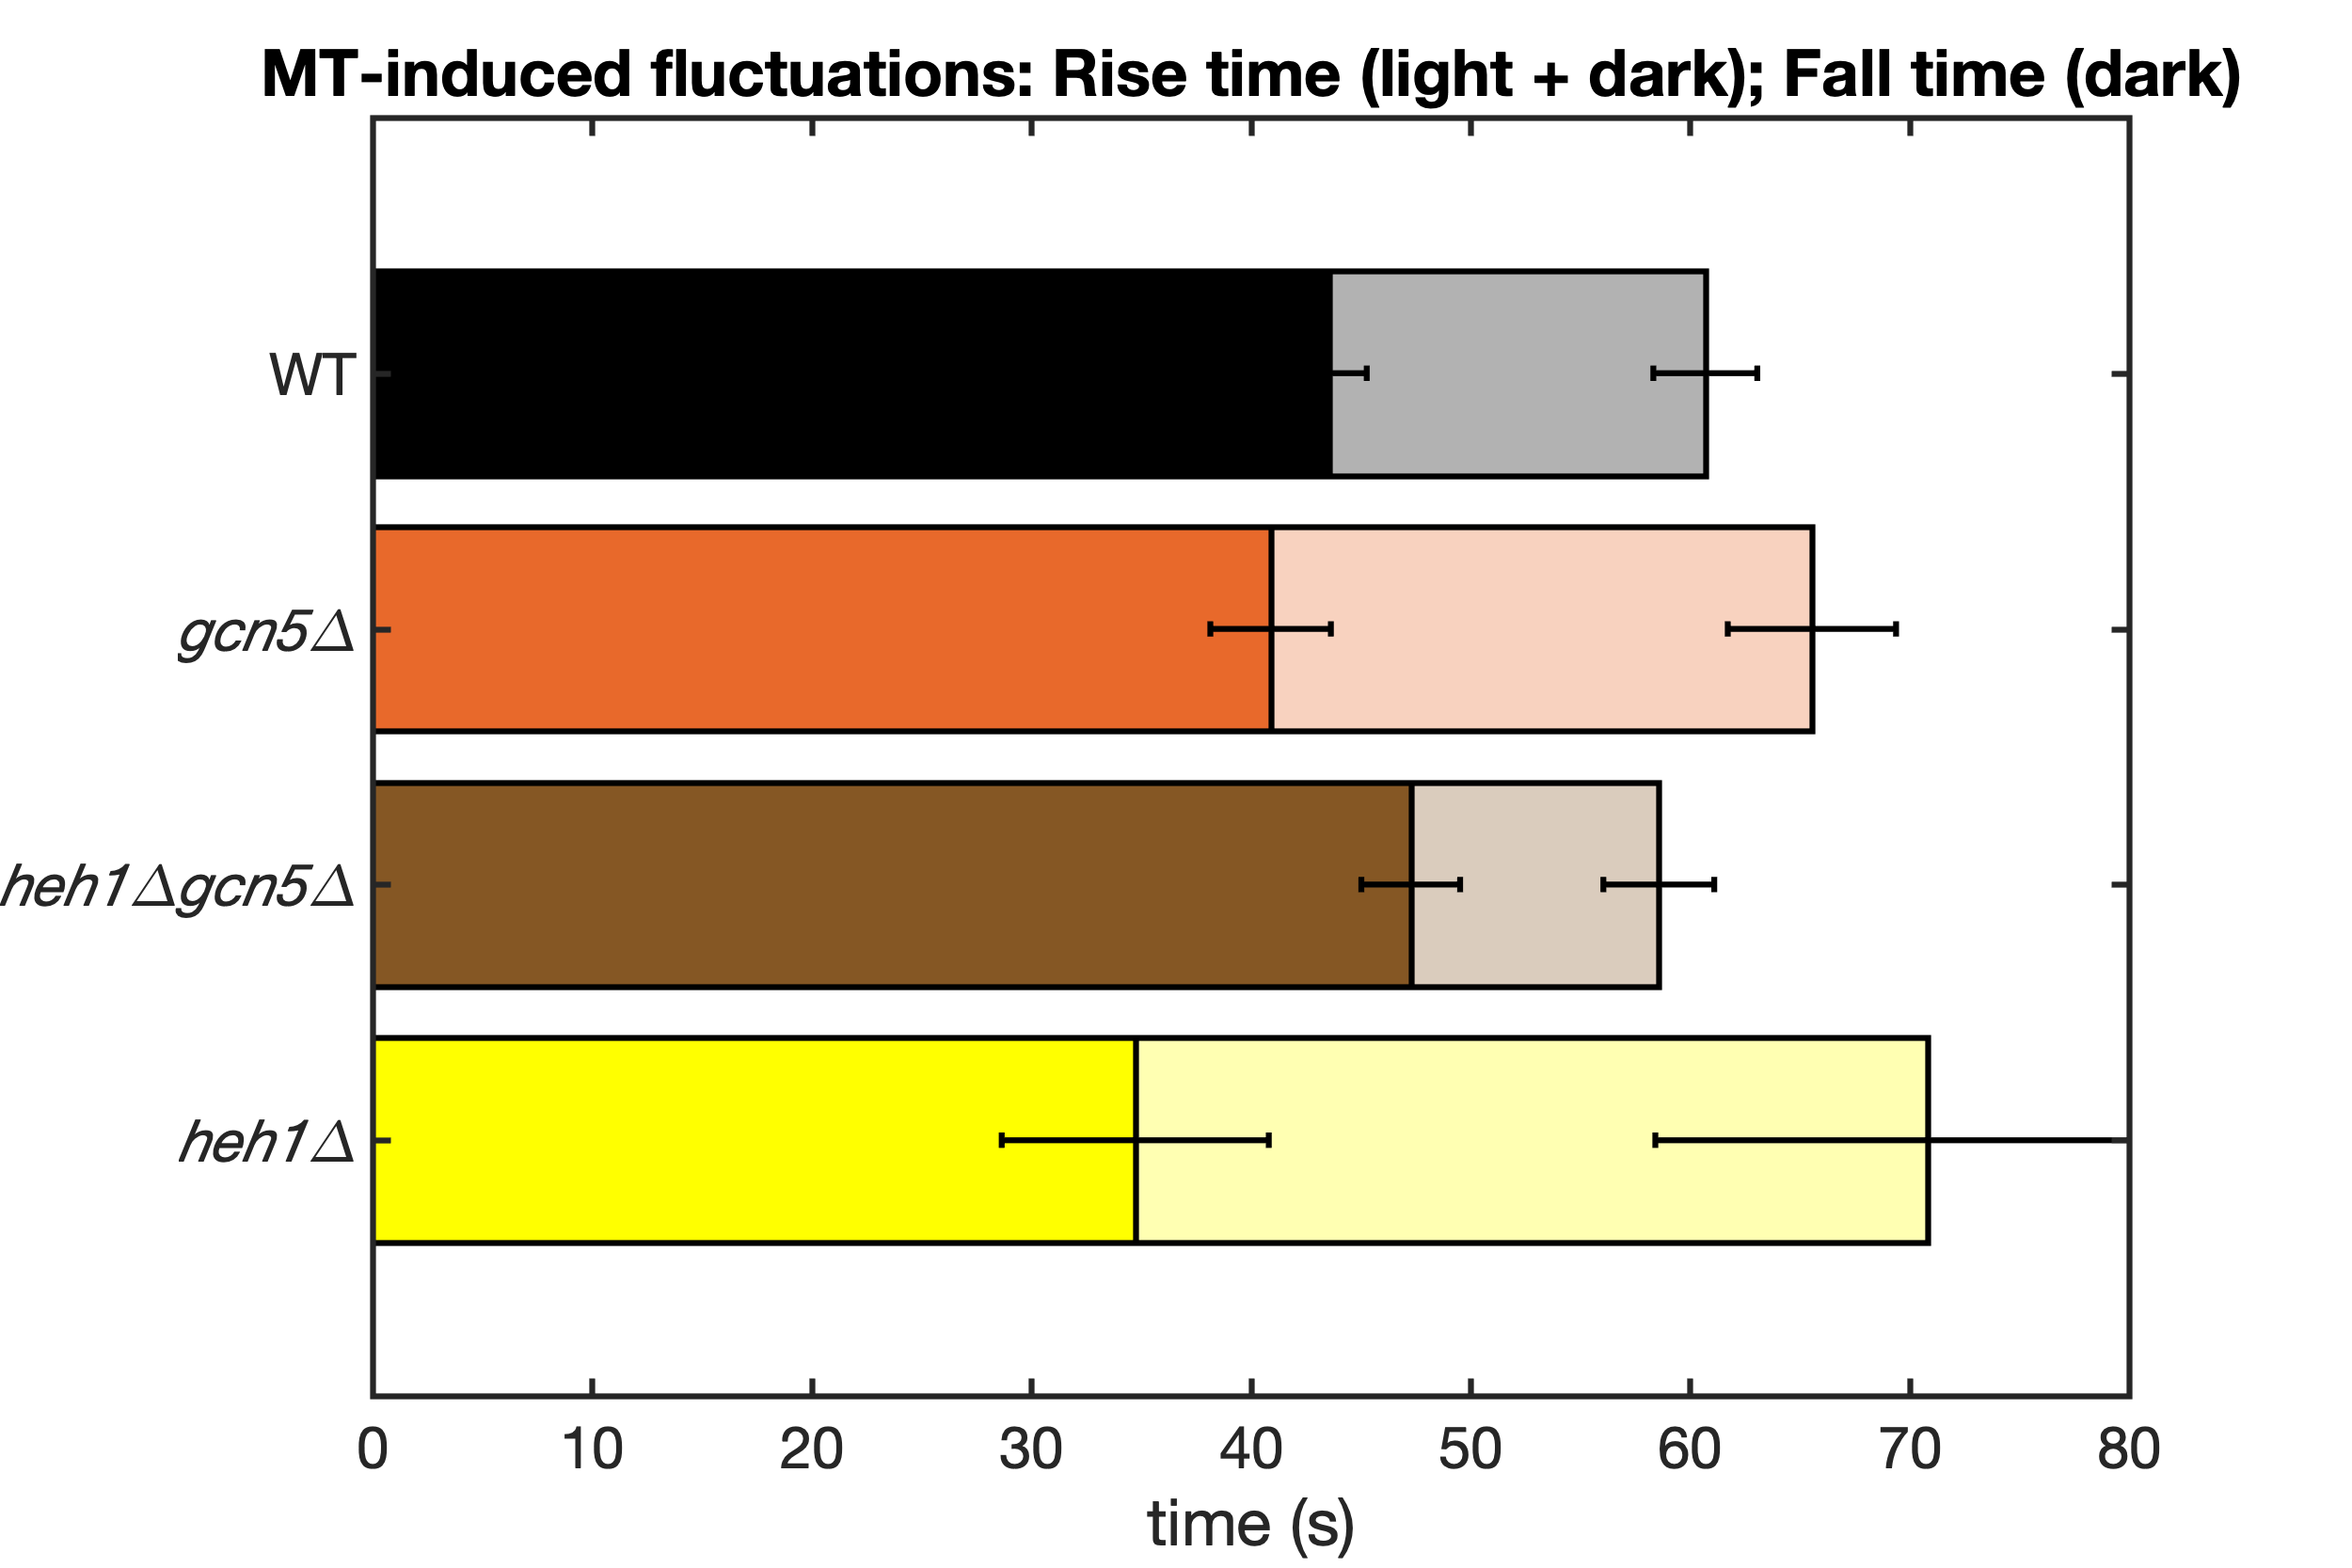 MT-induced fluctuations: Rise time (light + dark); Fall time (dark)
WT
gcn5Δ
heh1Δgcn5Δ
heh1Δ
0 10 20 30 40 50 60 70 80
time (s)